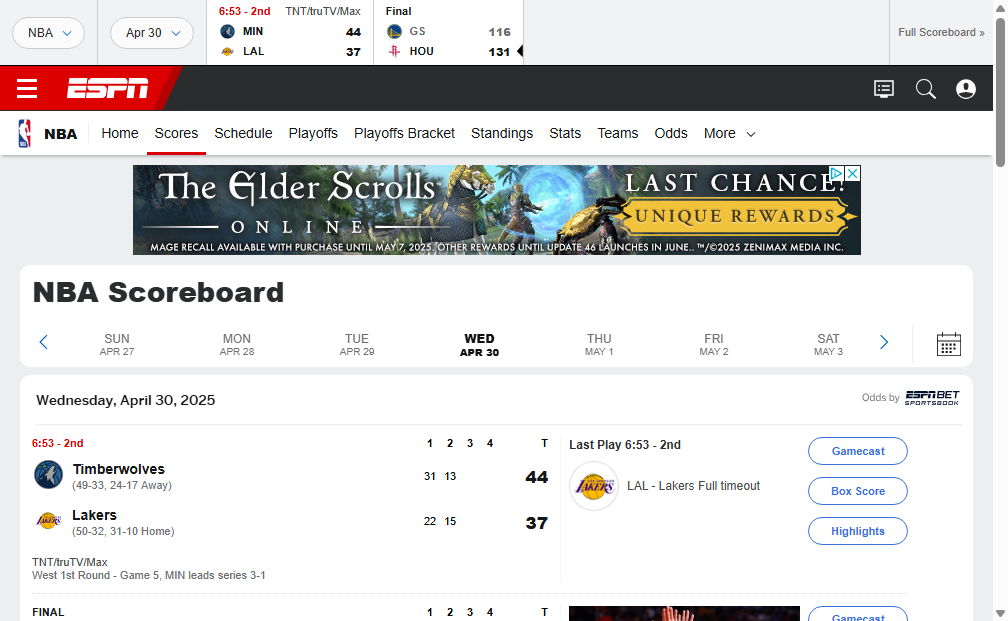 NBA
Apr 30
6:53 - 2nd TNT/truTV/Max
MIN 44
LAL 37
Final
GS 116
HOU 131
Full Scoreboard »
ESPN
NBA Home Scores Schedule Playoffs Playoffs Bracket Standings Stats Teams Odds More
The Elder Scrolls
ONLINE
LAST CHANCE!
UNIQUE REWARDS
MAGE RECALL AVAILABLE WITH PURCHASE UNTIL MAY 7, 2025. OTHER REWARDS UNTIL UPDATE 46 LAUNCHES IN JUNE.. ™/©2025 ZENIMAX MEDIA INC.
NBA Scoreboard
SUN MON TUE WED THU FRI SAT
APR 27 APR 28 APR 29 APR 30 MAY 1 MAY 2 MAY 3
Wednesday, April 30, 2025
Odds by ESPN BET
SPORTSBOOK
6:53 - 2nd 1 2 3 4 T
Timberwolves 31 13 44
(49-33, 24-17 Away)
Lakers 22 15 37
(50-32, 31-10 Home)
TNT/truTV/Max
West 1st Round - Game 5, MIN leads series 3-1
Last Play 6:53 - 2nd
LAL - Lakers Full timeout
Gamecast
Box Score
Highlights
FINAL 1 2 3 4 T
Gamecast